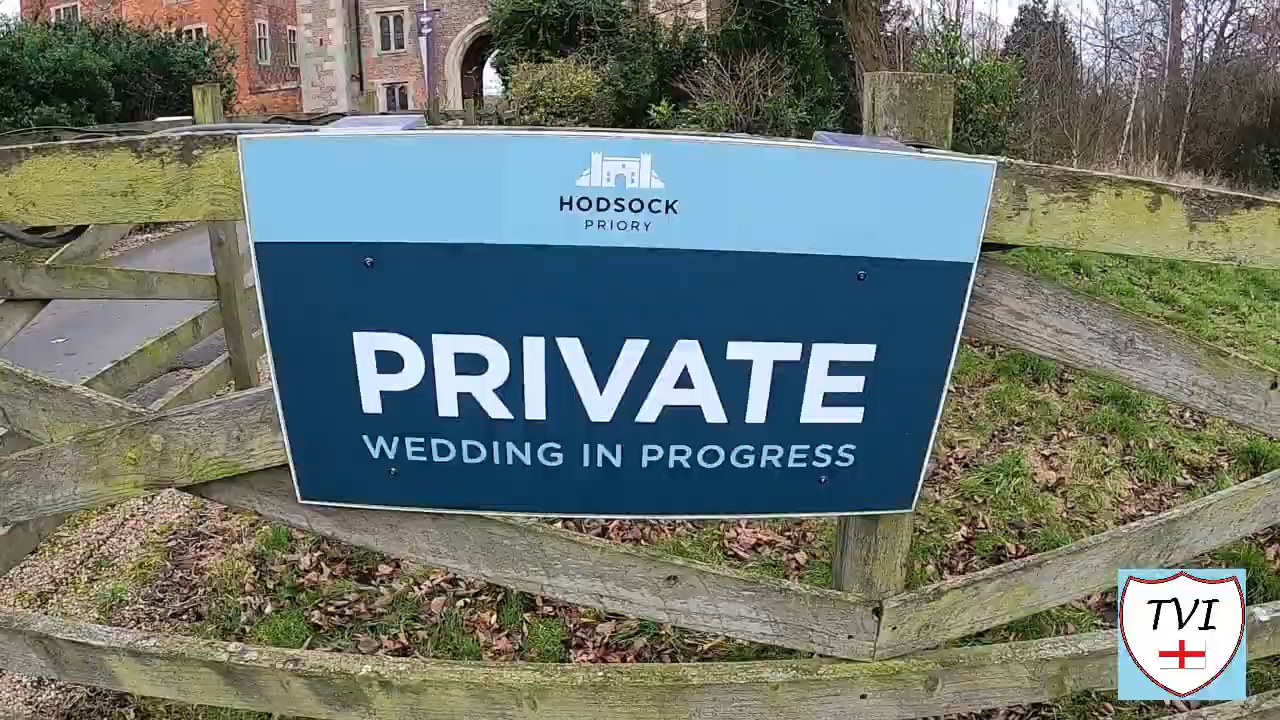 HODSOCK
PRIORY
PRIVATE
WEDDING IN PROGRESS
TVI